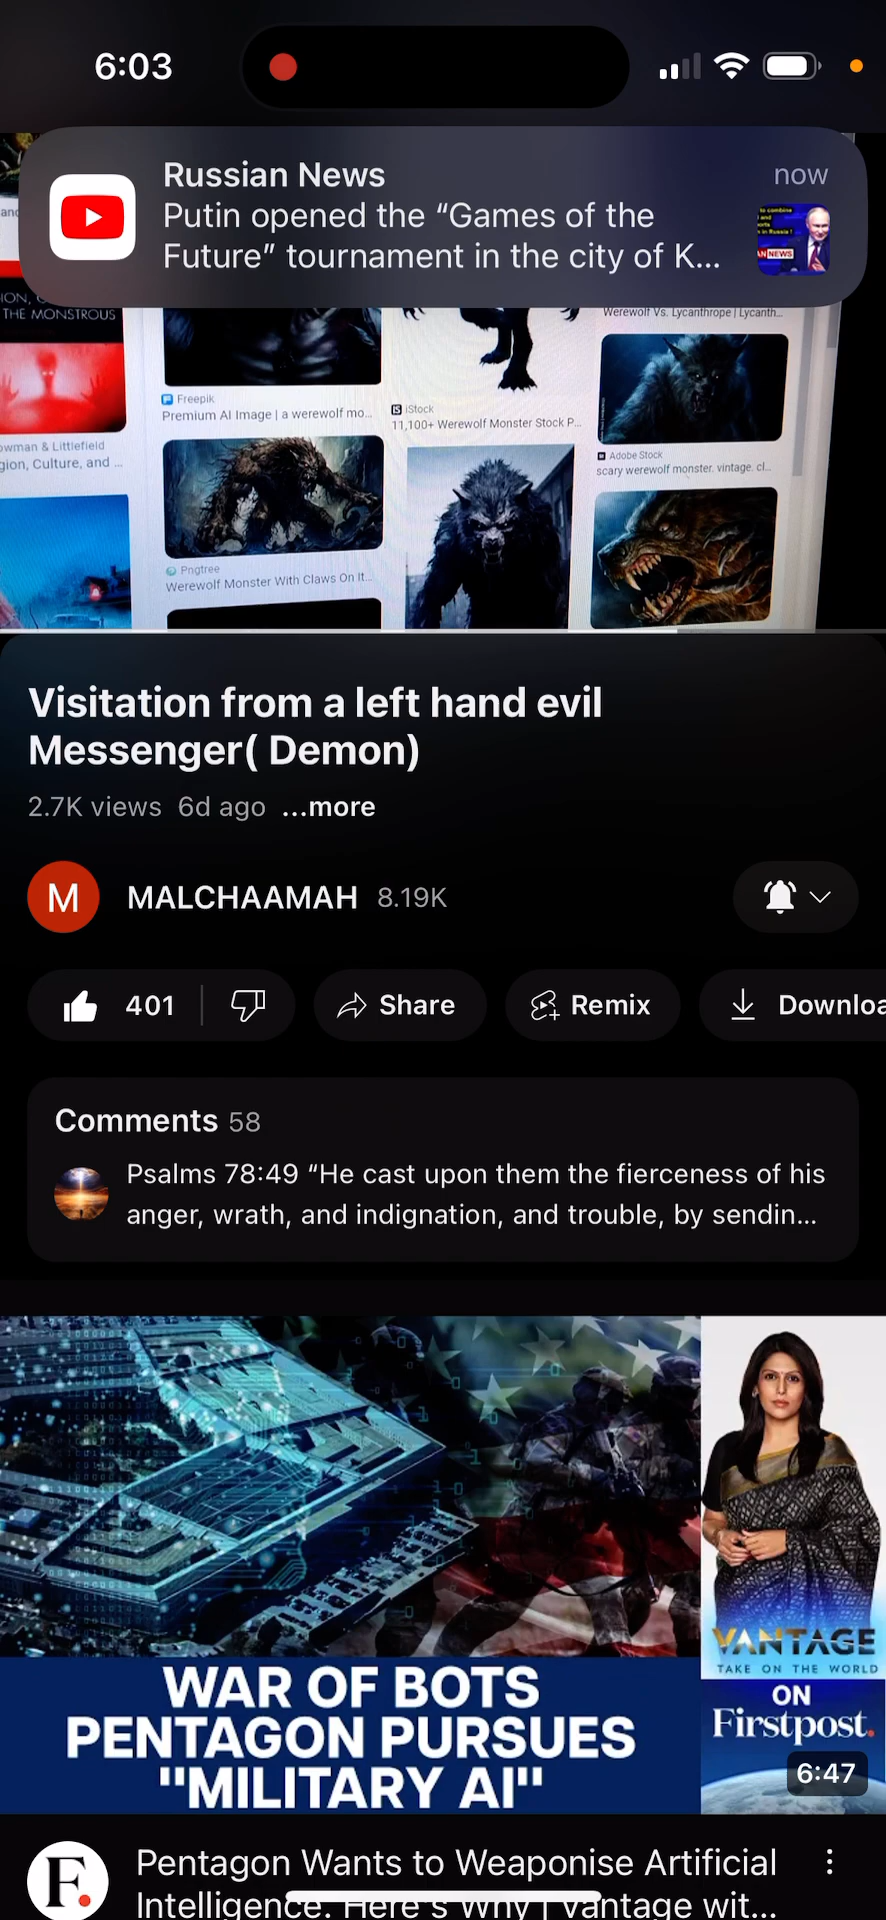 6:03
Russian News
now
Putin opened the “Games of the
Future” tournament in the city of K...
to combine
and
in Russia !
NEWS
THE MONSTROUS
Werewolf Vs. Lycanthrope | Lycanth...
Freepik
Premium AI Image | a werewolf mo...
iStock
11,100+ Werewolf Monster Stock P...
owman & Littlefield
gion, Culture, and ...
Adobe Stock
scary werewolf monster. vintage. cl...
Pngtree
Werewolf Monster With Claws On It...
Visitation from a left hand evil
Messenger( Demon)
2.7K views 6d ago ...more
M
MALCHAAMAH 8.19K
401
Share
Remix
Downloa
Comments 58
Psalms 78:49 “He cast upon them the fierceness of his
anger, wrath, and indignation, and trouble, by sendin...
WAR OF BOTS
PENTAGON PURSUES
"MILITARY AI"
VANTAGE
TAKE ON THE WORLD
ON
Firstpost.
6:47
F.
Pentagon Wants to Weaponise Artificial
Intelligence. Here's Why | Vantage wit...